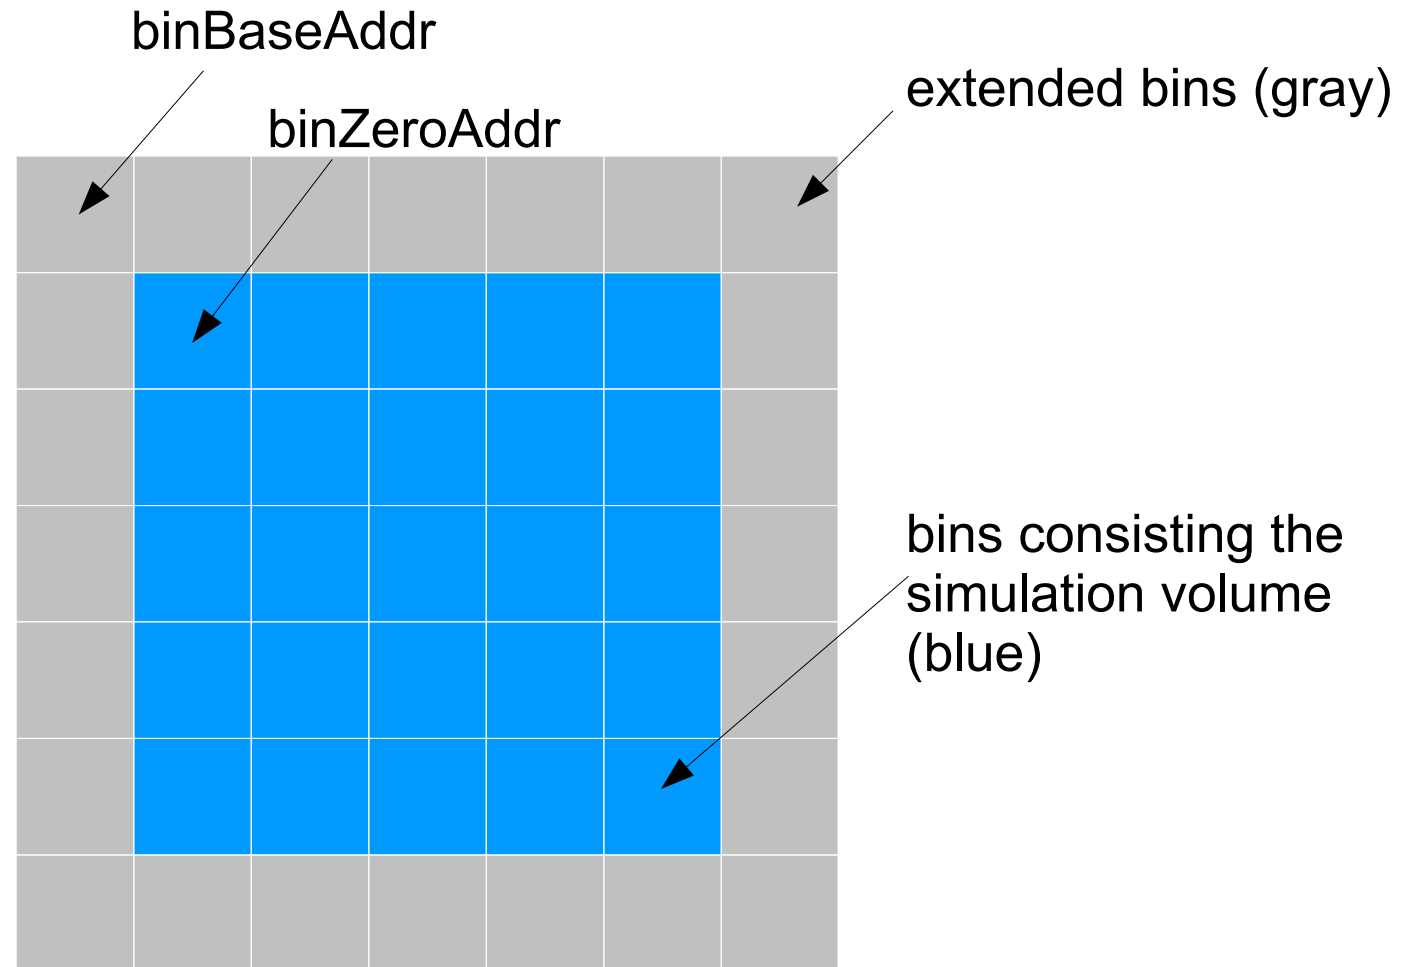 binBaseAddr
extended bins (gray)
binZeroAddr
bins consisting the
simulation volume
(blue)